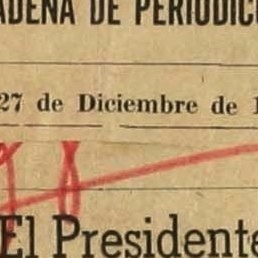 ADENA DE PERIODIC
27 de Diciembre de 1
El Presidente